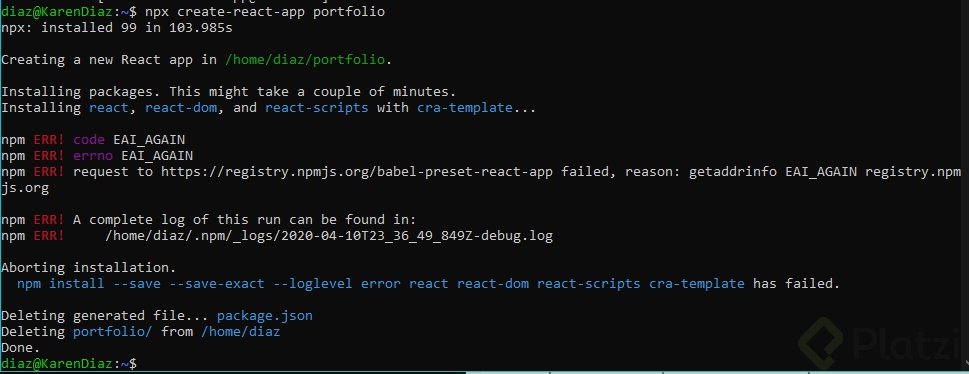 diaz@KarenDiaz:~$ npx create-react-app portfolio
npx: installed 99 in 103.985s
Creating a new React app in /home/diaz/portfolio.
Installing packages. This might take a couple of minutes.
Installing react, react-dom, and react-scripts with cra-template...
npm ERR! code EAI_AGAIN
npm ERR! errno EAI_AGAIN
npm ERR! request to https://registry.npmjs.org/babel-preset-react-app failed, reason: getaddrinfo EAI_AGAIN registry.npm
js.org
npm ERR! A complete log of this run can be found in:
npm ERR!     /home/diaz/.npm/_logs/2020-04-10T23_36_49_849Z-debug.log
Aborting installation.
  npm install --save --save-exact --loglevel error react react-dom react-scripts cra-template has failed.
Deleting generated file... package.json
Deleting portfolio/ from /home/diaz
Done.
diaz@KarenDiaz:~$
Platzi